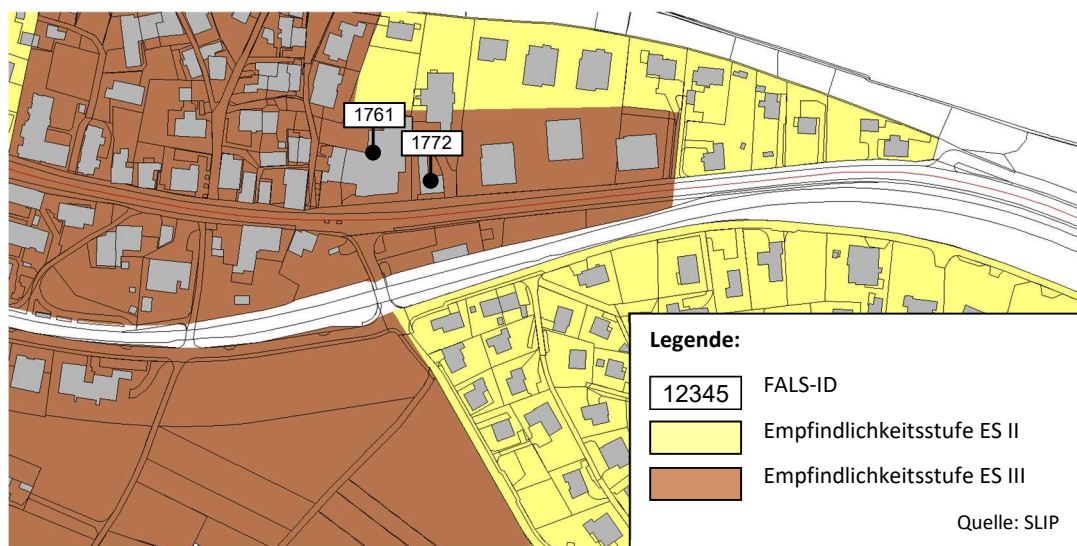 1761
1772
Legende:
12345 FALS-ID
Empfindlichkeitsstufe ES II
Empfindlichkeitsstufe ES III
Quelle: SLIP